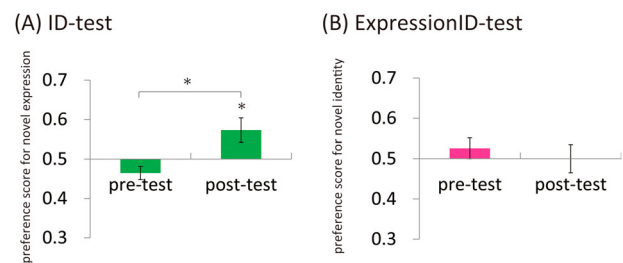 (A) ID-test
preference score for novel expression
0.7
0.6
0.5
0.4
0.3
*
*
pre-test
post-test
(B) ExpressionID-test
preference score for novel identity
0.7
0.6
0.5
0.4
0.3
pre-test
post-test